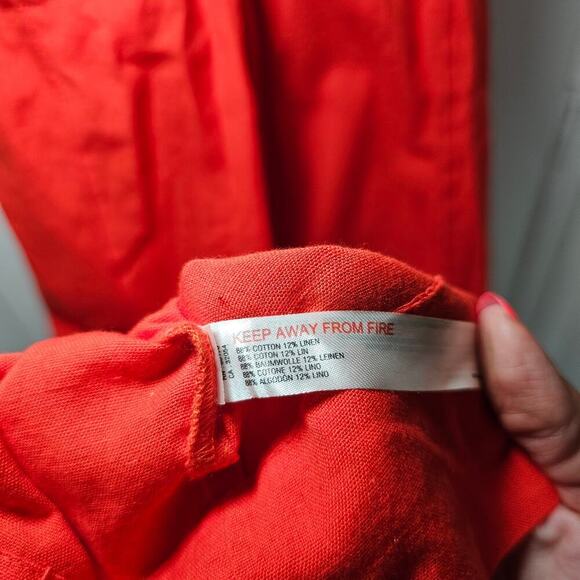 KEEP AWAY FROM FIRE
88% COTTON 12% LINEN
88% COTON 12% LIN
88% BAUMWOLLE 12% LEINEN
88% COTONE 12% LINO
88% ALGODÓN 12% LINO